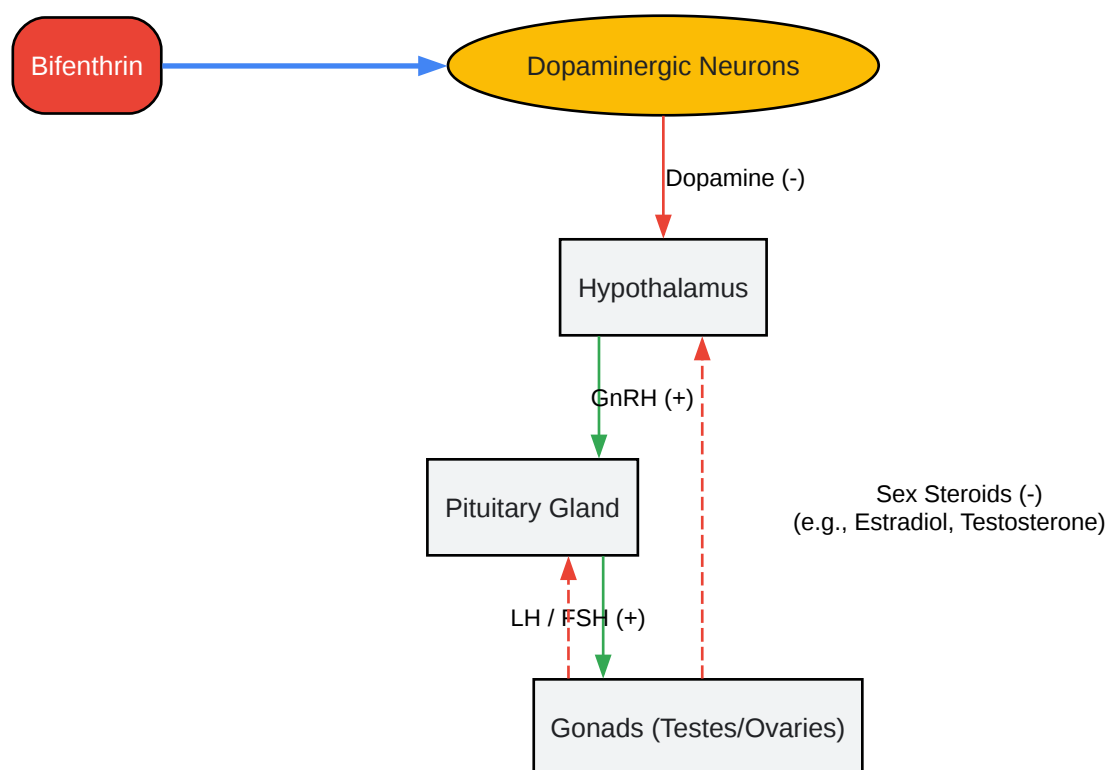 Bifenthrin
Dopaminergic Neurons
Dopamine (-)
Hypothalamus
GnRH (+)
Pituitary Gland
Sex Steroids (-)
(e.g., Estradiol, Testosterone)
LH / FSH (+)
Gonads (Testes/Ovaries)